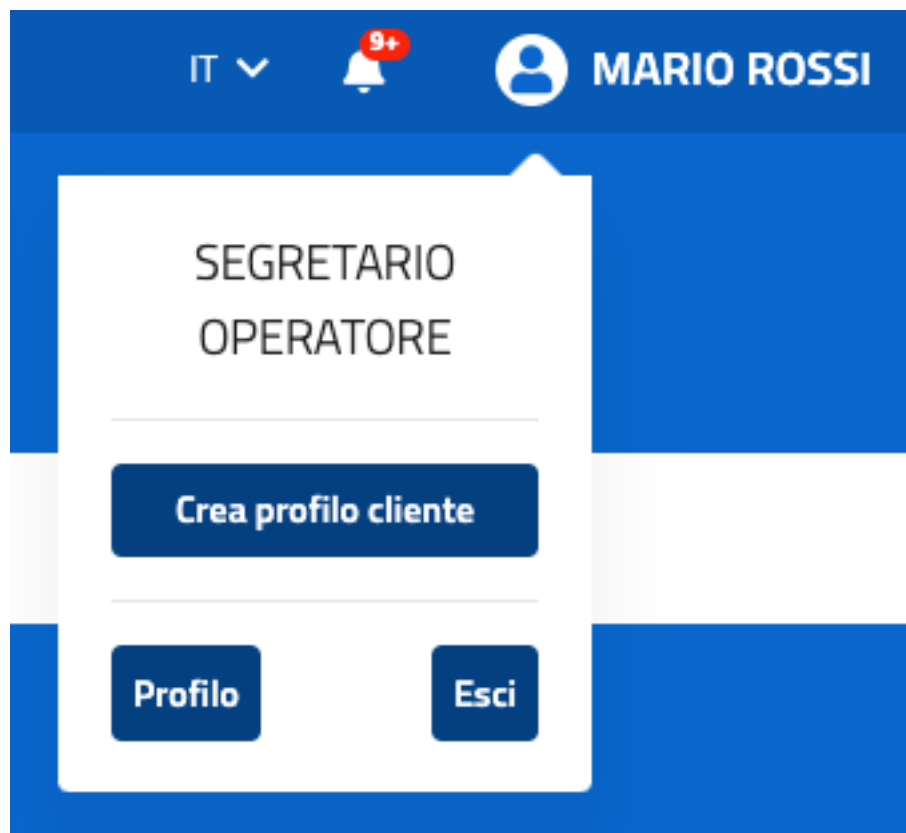 IT
9+
MARIO ROSSI
SEGRETARIO
OPERATORE
Crea profilo cliente
Profilo
Esci